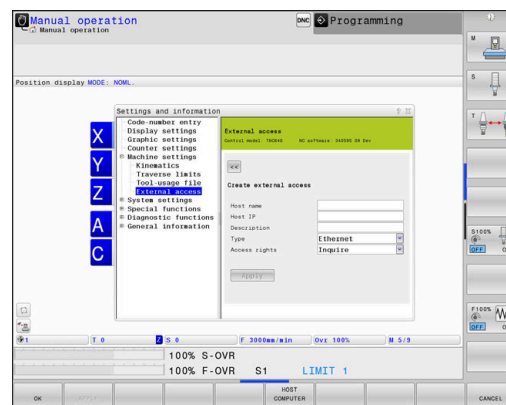 Manual operation
Manual operation
DNC
Programming
Position display MODE: NOML.
Settings and information
Code-number entry
Display settings
Graphic settings
Counter settings
Machine settings
Kinematics
Traverse limits
Tool-usage file
External access
System settings
Special functions
Diagnostic functions
General information
External access
<<
Create external access
Host name
Host IP
Description
Type
Ethernet
Access rights
Inquire
Apply
X
Y
Z
A
C
M
S
T
S100%
OFF
F100%
OFF
1
T 0
Z S 0
F 3000mm/min
Ovr 100%
M 5/9
100% S-OVR
100% F-OVR S1 LIMIT 1
OK
HOST
COMPUTER
CANCEL